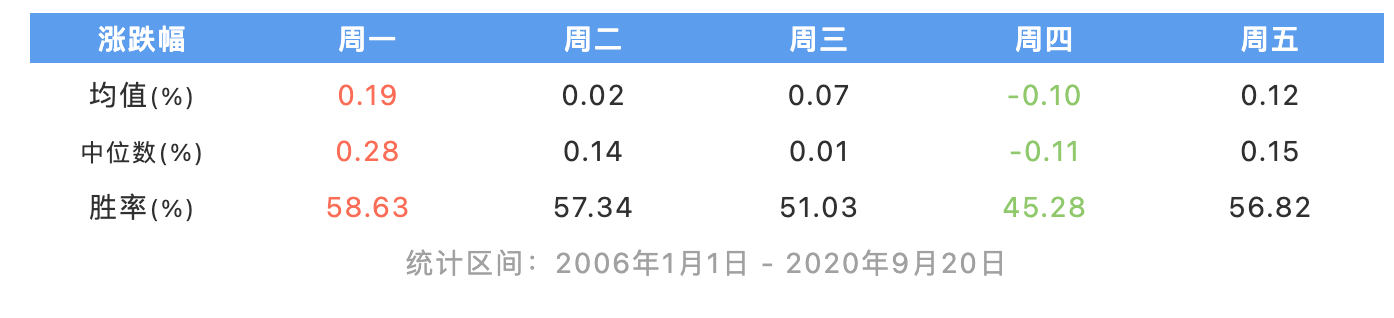 涨跌幅 周一 周二 周三 周四 周五
均值(%) 0.19 0.02 0.07 -0.10 0.12
中位数(%) 0.28 0.14 0.01 -0.11 0.15
胜率(%) 58.63 57.34 51.03 45.28 56.82
统计区间：2006年1月1日 - 2020年9月20日